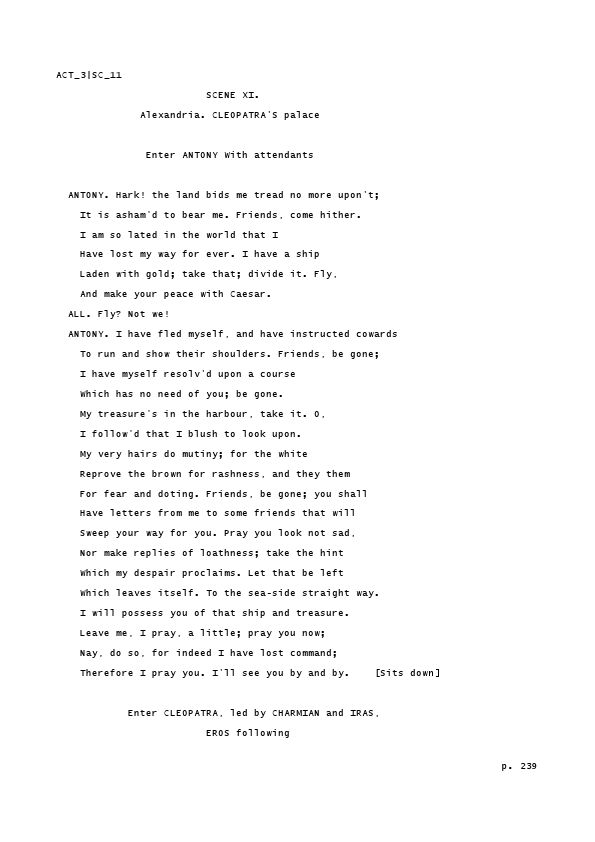 ACT_3|SC_11
SCENE XI.
Alexandria. CLEOPATRA'S palace
Enter ANTONY With attendants
ANTONY. Hark! the land bids me tread no more upon't;
It is asham'd to bear me. Friends, come hither.
I am so lated in the world that I
Have lost my way for ever. I have a ship
Laden with gold; take that; divide it. Fly,
And make your peace with Caesar.
ALL. Fly? Not we!
ANTONY. I have fled myself, and have instructed cowards
To run and show their shoulders. Friends, be gone;
I have myself resolv'd upon a course
Which has no need of you; be gone.
My treasure's in the harbour, take it. O,
I follow'd that I blush to look upon.
My very hairs do mutiny; for the white
Reprove the brown for rashness, and they them
For fear and doting. Friends, be gone; you shall
Have letters from me to some friends that will
Sweep your way for you. Pray you look not sad,
Nor make replies of loathness; take the hint
Which my despair proclaims. Let that be left
Which leaves itself. To the sea-side straight way.
I will possess you of that ship and treasure.
Leave me, I pray, a little; pray you now;
Nay, do so, for indeed I have lost command;
Therefore I pray you. I'll see you by and by. [Sits down]
Enter CLEOPATRA, led by CHARMIAN and IRAS,
EROS following
p. 239